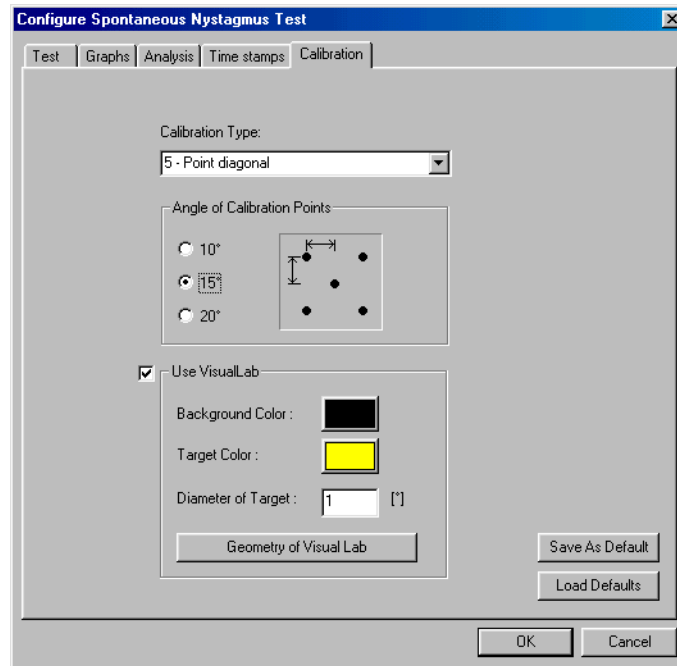 Configure Spontaneous Nystagmus Test
Test Graphs Analysis Time stamps Calibration
Calibration Type:
5 - Point diagonal
Angle of Calibration Points
10°
15°
20°
Use VisualLab
Background Color :
Target Color :
Diameter of Target : 1 [°]
Geometry of Visual Lab
Save As Default
Load Defaults
OK Cancel